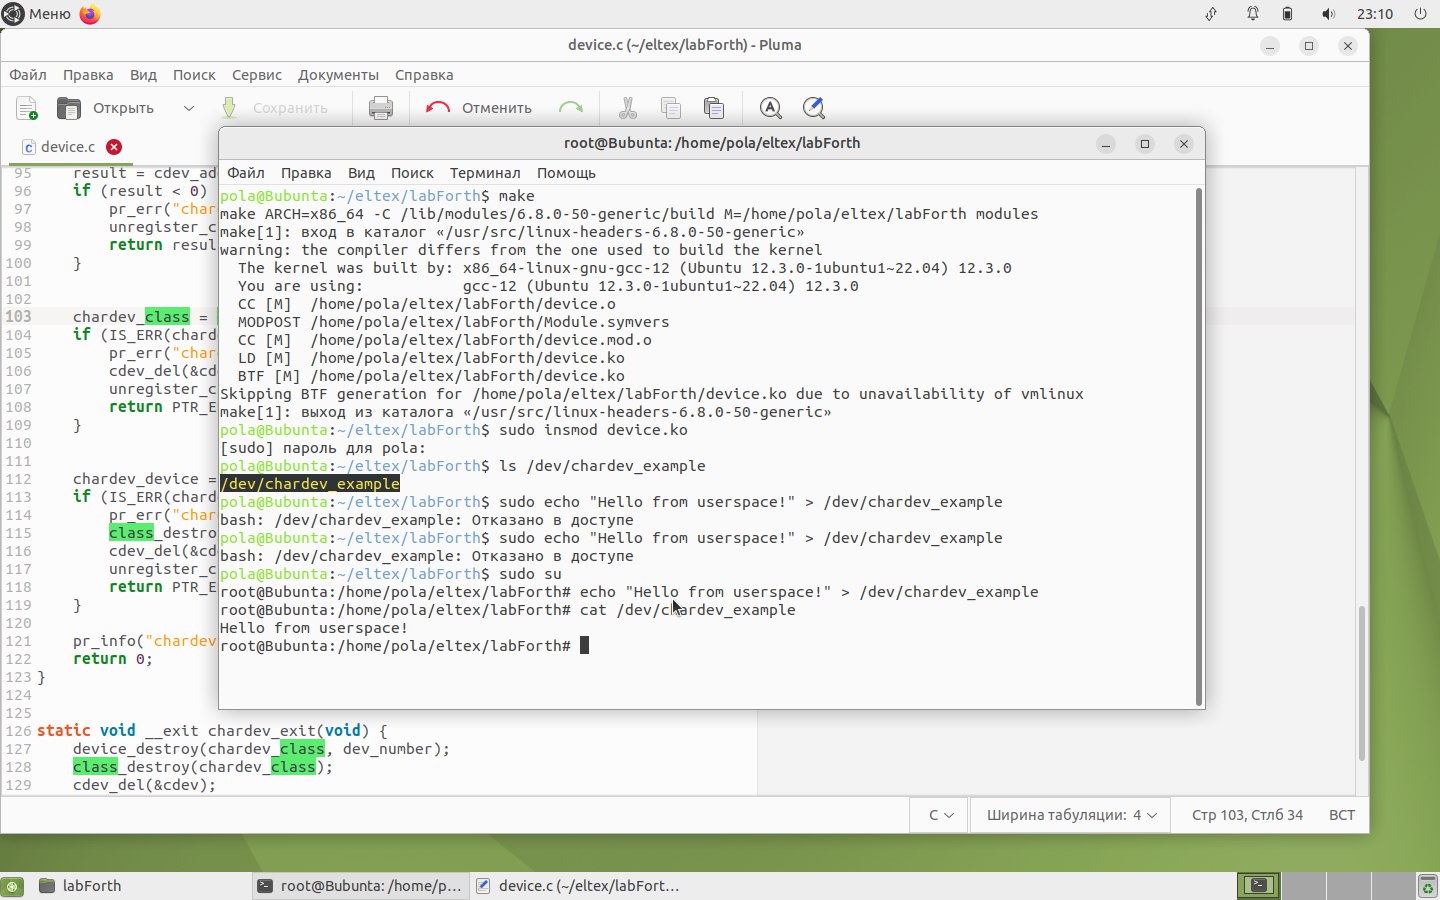 Меню
23:10
device.c (~/eltex/labForth) - Pluma
Файл Правка Вид Поиск Сервис Документы Справка
Открыть Сохранить Отменить
device.c
root@Bubunta: /home/pola/eltex/labForth
Файл Правка Вид Поиск Терминал Помощь
pola@Bubunta:~/eltex/labForth$ make
make ARCH=x86_64 -C /lib/modules/6.8.0-50-generic/build M=/home/pola/eltex/labForth modules
make[1]: вход в каталог «/usr/src/linux-headers-6.8.0-50-generic»
warning: the compiler differs from the one used to build the kernel
  The kernel was built by: x86_64-linux-gnu-gcc-12 (Ubuntu 12.3.0-1ubuntu1~22.04) 12.3.0
  You are using:           gcc-12 (Ubuntu 12.3.0-1ubuntu1~22.04) 12.3.0
  CC [M]  /home/pola/eltex/labForth/device.o
  MODPOST /home/pola/eltex/labForth/Module.symvers
  CC [M]  /home/pola/eltex/labForth/device.mod.o
  LD [M]  /home/pola/eltex/labForth/device.ko
  BTF [M] /home/pola/eltex/labForth/device.ko
Skipping BTF generation for /home/pola/eltex/labForth/device.ko due to unavailability of vmlinux
make[1]: выход из каталога «/usr/src/linux-headers-6.8.0-50-generic»
pola@Bubunta:~/eltex/labForth$ sudo insmod device.ko
[sudo] пароль для pola:
pola@Bubunta:~/eltex/labForth$ ls /dev/chardev_example
/dev/chardev_example
pola@Bubunta:~/eltex/labForth$ sudo echo "Hello from userspace!" > /dev/chardev_example
bash: /dev/chardev_example: Отказано в доступе
pola@Bubunta:~/eltex/labForth$ sudo echo "Hello from userspace!" > /dev/chardev_example
bash: /dev/chardev_example: Отказано в доступе
pola@Bubunta:~/eltex/labForth$ sudo su
root@Bubunta:/home/pola/eltex/labForth# echo "Hello from userspace!" > /dev/chardev_example
root@Bubunta:/home/pola/eltex/labForth# cat /dev/chardev_example
Hello from userspace!
root@Bubunta:/home/pola/eltex/labForth#
95     result = cdev_ad
96     if (result < 0)
97         pr_err("char
98         unregister_c
99         return resul
100     }
101
102
103     chardev_class =
104     if (IS_ERR(chard
105         pr_err("char
106         cdev_del(&cd
107         unregister_c
108         return PTR_E
109     }
110
111
112     chardev_device =
113     if (IS_ERR(chard
114         pr_err("char
115         class_destro
116         cdev_del(&cd
117         unregister_c
118         return PTR_E
119     }
120
121     pr_info("chardev
122     return 0;
123 }
124
125
126 static void __exit chardev_exit(void) {
127     device_destroy(chardev_class, dev_number);
128     class_destroy(chardev_class);
129     cdev_del(&cdev);
C Ширина табуляции: 4 Стр 103, Стлб 34 ВСТ
labForth root@Bubunta: /home/p... device.c (~/eltex/labFort...